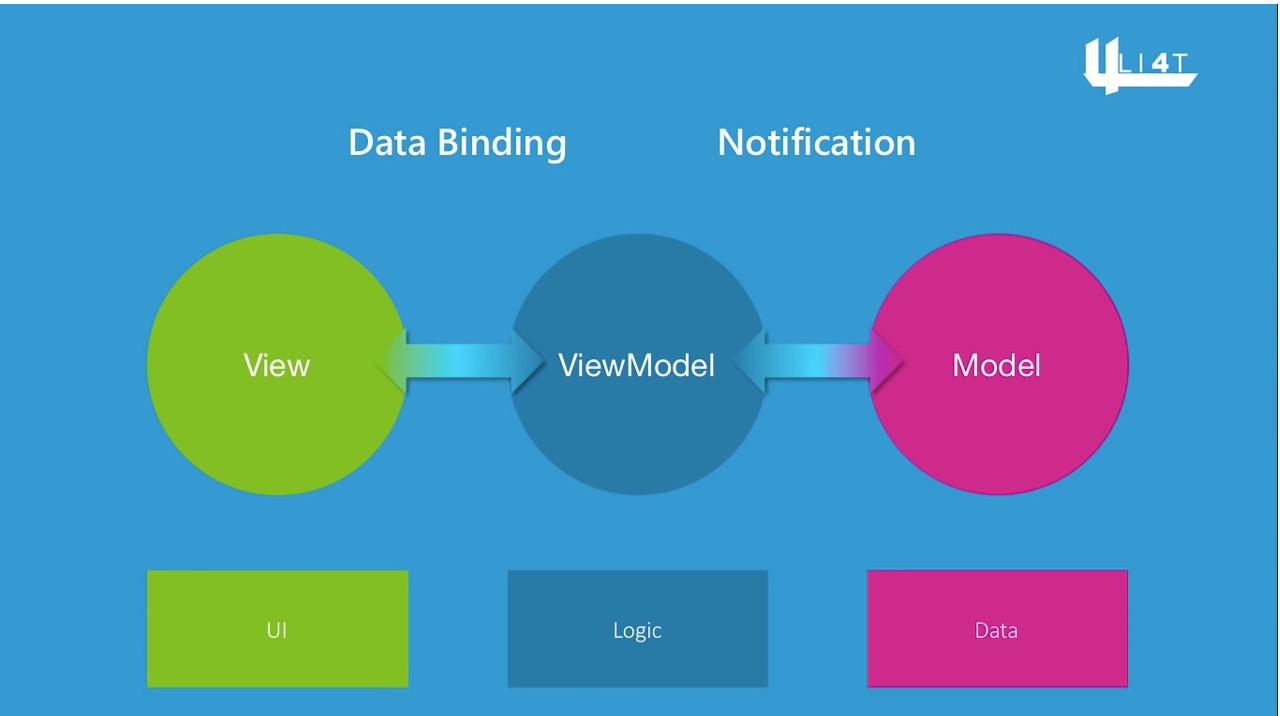 LI4T
Data Binding
Notification
View
ViewModel
Model
UI
Logic
Data